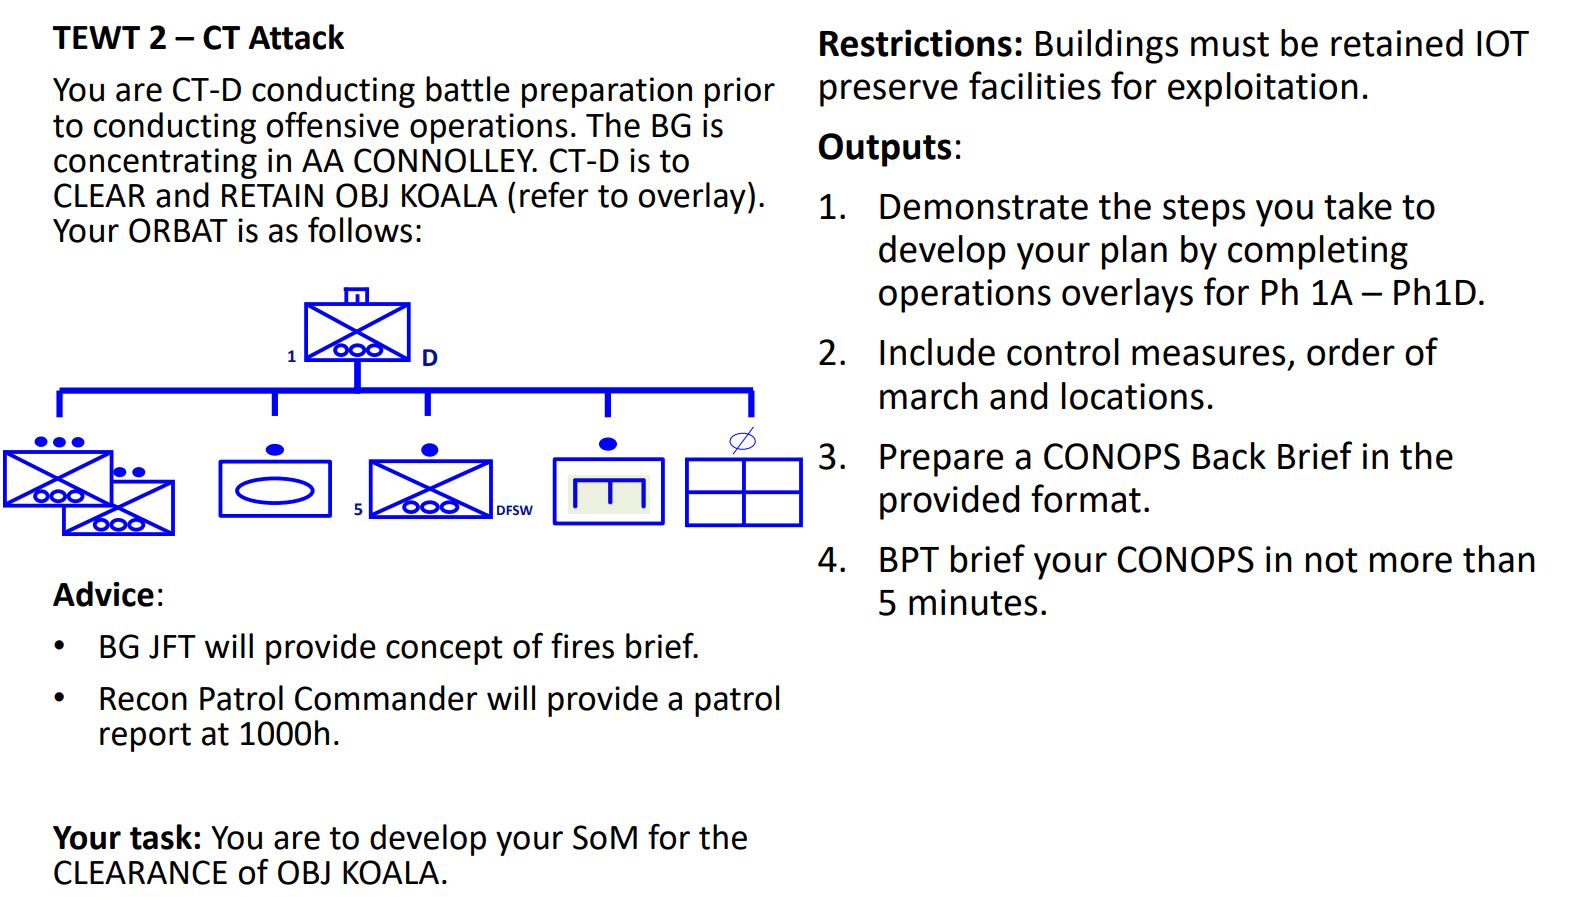 TEWT 2 – CT Attack
You are CT-D conducting battle preparation prior
to conducting offensive operations. The BG is
concentrating in AA CONNOLLEY. CT-D is to
CLEAR and RETAIN OBJ KOALA (refer to overlay).
Your ORBAT is as follows:
1
D
5
DFSW
Advice:
• BG JFT will provide concept of fires brief.
• Recon Patrol Commander will provide a patrol
report at 1000h.
Your task: You are to develop your SoM for the
CLEARANCE of OBJ KOALA.
Restrictions: Buildings must be retained IOT
preserve facilities for exploitation.
Outputs:
1. Demonstrate the steps you take to
develop your plan by completing
operations overlays for Ph 1A – Ph1D.
2. Include control measures, order of
march and locations.
3. Prepare a CONOPS Back Brief in the
provided format.
4. BPT brief your CONOPS in not more than
5 minutes.